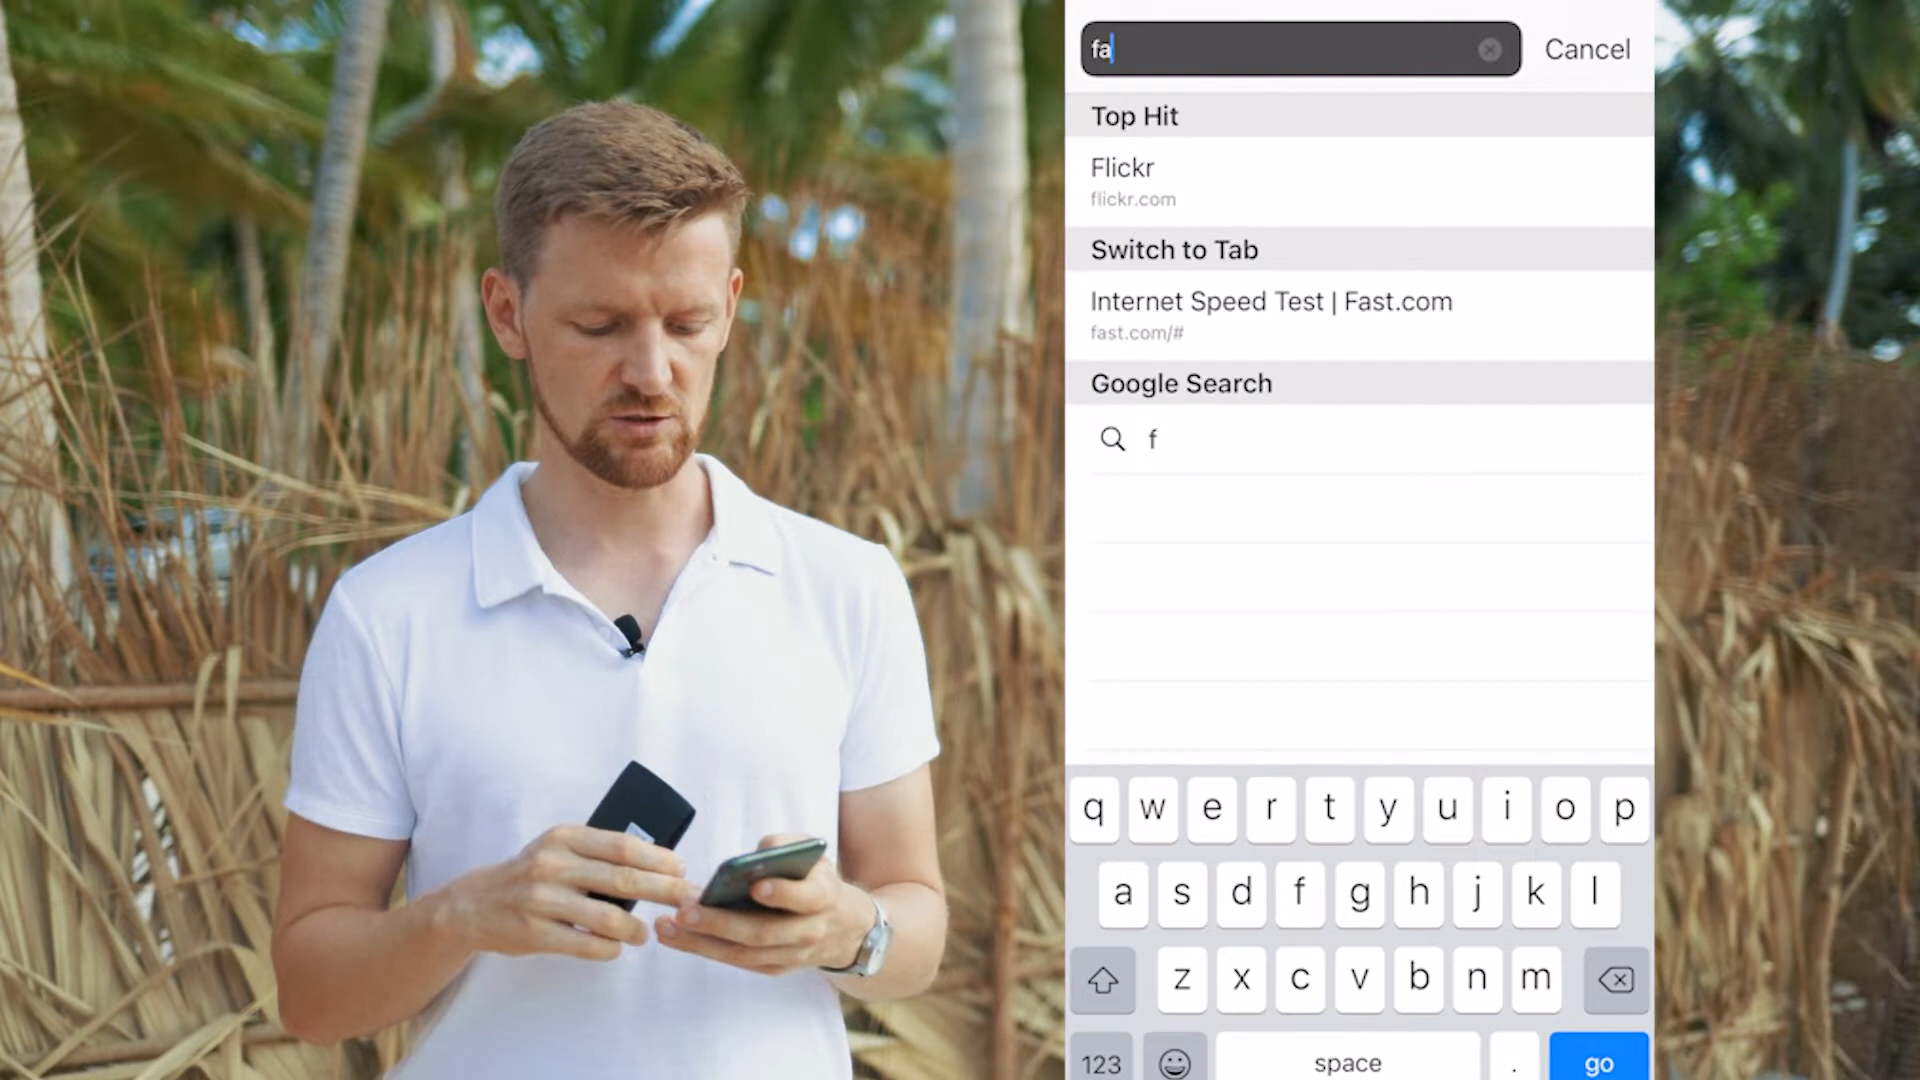 fa
Cancel
Top Hit
Flickr
flickr.com
Switch to Tab
Internet Speed Test | Fast.com
fast.com/#
Google Search
f
q w e r t y u i o p
a s d f g h j k l
z x c v b n m
123 space . go